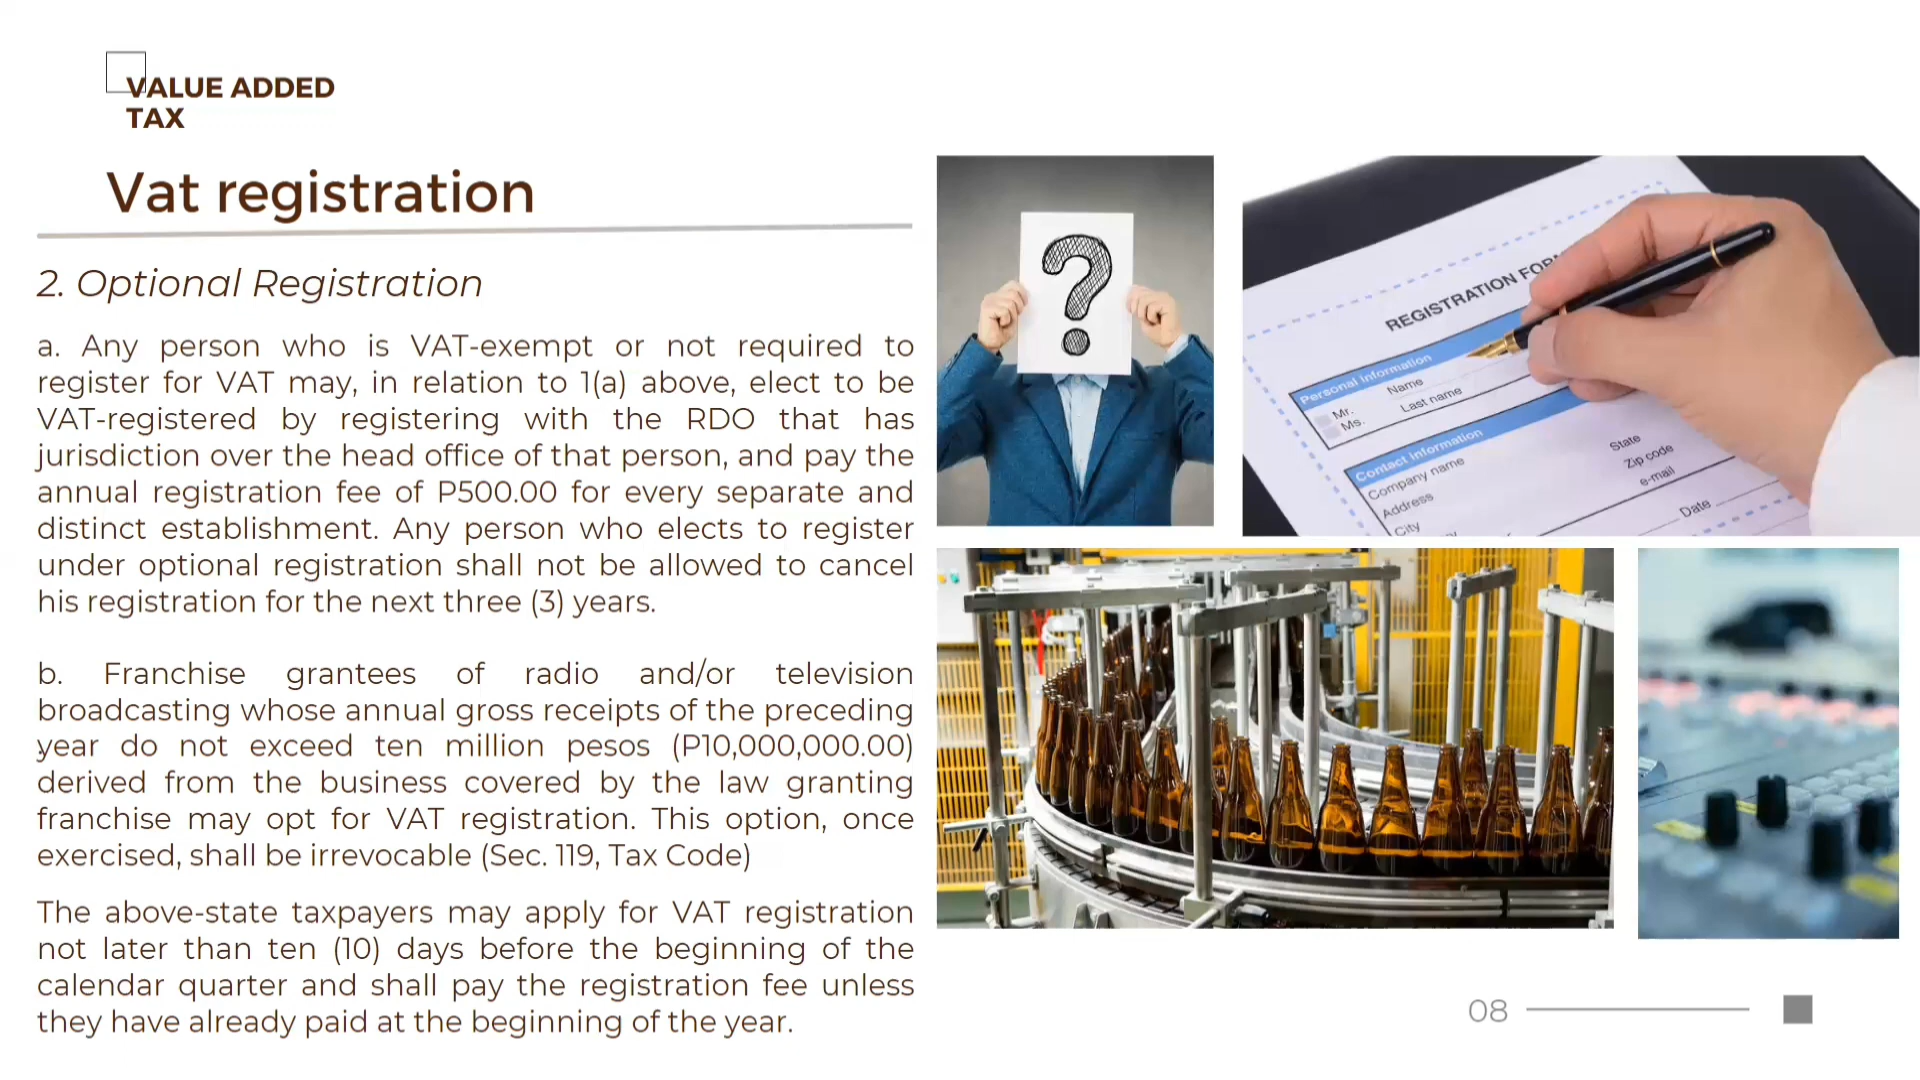 VALUE ADDED
TAX
Vat registration
2. Optional Registration
a. Any person who is VAT-exempt or not required to
register for VAT may, in relation to 1(a) above, elect to be
VAT-registered by registering with the RDO that has
jurisdiction over the head office of that person, and pay the
annual registration fee of P500.00 for every separate and
distinct establishment. Any person who elects to register
under optional registration shall not be allowed to cancel
his registration for the next three (3) years.
b. Franchise grantees of radio and/or television
broadcasting whose annual gross receipts of the preceding
year do not exceed ten million pesos (P10,000,000.00)
derived from the business covered by the law granting
franchise may opt for VAT registration. This option, once
exercised, shall be irrevocable (Sec. 119, Tax Code)
The above-state taxpayers may apply for VAT registration
not later than ten (10) days before the beginning of the
calendar quarter and shall pay the registration fee unless
they have already paid at the beginning of the year.
?
REGISTRATION FOR
Personal information
Mr. Name
Ms. Last name
Contact information
Company name State
Address Zip code
City e-mail
Date
08